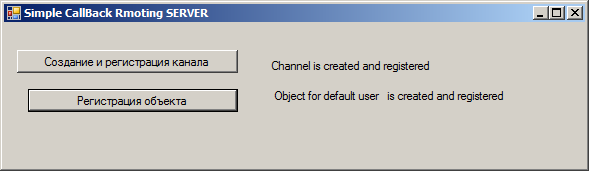 Simple CallBack Rmoting SERVER
Создание и регистрация канала
Channel is created and registered
Регистрация объекта
Object for default user is created and registered